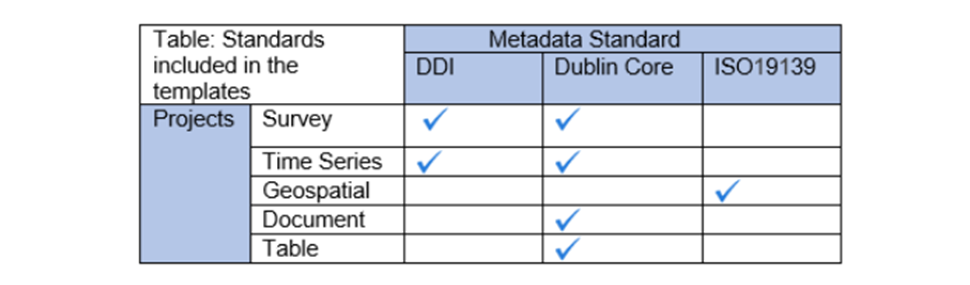 Table: Standards
included in the
templates
Metadata Standard
DDI
Dublin Core
ISO19139
Projects
Survey
✓
✓
Time Series
✓
✓
Geospatial
✓
Document
✓
Table
✓